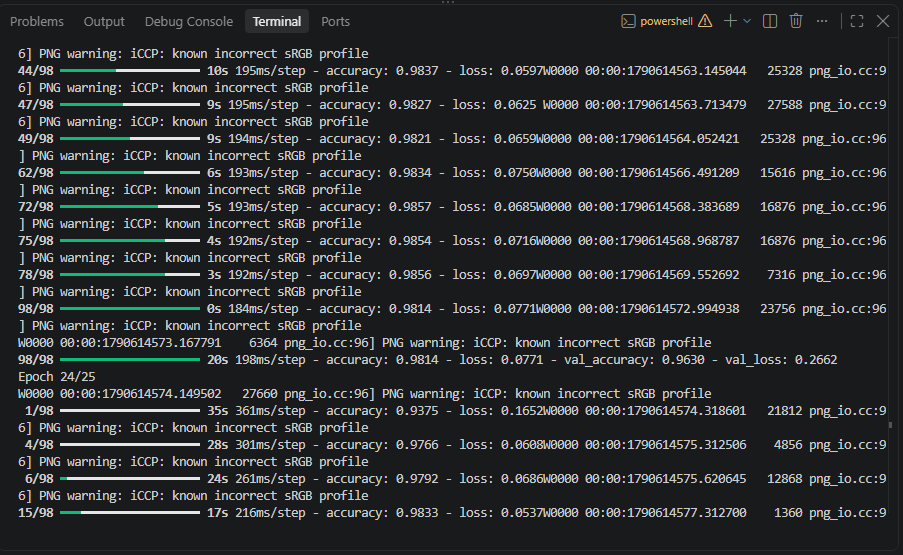 Problems Output Debug Console Terminal Ports powershell
6] PNG warning: iCCP: known incorrect sRGB profile
44/98 10s 195ms/step - accuracy: 0.9837 - loss: 0.0597W0000 00:00:1790614563.145044 25328 png_io.cc:9
6] PNG warning: iCCP: known incorrect sRGB profile
47/98 9s 195ms/step - accuracy: 0.9827 - loss: 0.0625 W0000 00:00:1790614563.713479 27588 png_io.cc:9
6] PNG warning: iCCP: known incorrect sRGB profile
49/98 9s 194ms/step - accuracy: 0.9821 - loss: 0.0659W0000 00:00:1790614564.052421 25328 png_io.cc:96
] PNG warning: iCCP: known incorrect sRGB profile
62/98 6s 193ms/step - accuracy: 0.9834 - loss: 0.0750W0000 00:00:1790614566.491209 15616 png_io.cc:96
] PNG warning: iCCP: known incorrect sRGB profile
72/98 5s 193ms/step - accuracy: 0.9857 - loss: 0.0685W0000 00:00:1790614568.383689 16876 png_io.cc:96
] PNG warning: iCCP: known incorrect sRGB profile
75/98 4s 192ms/step - accuracy: 0.9854 - loss: 0.0716W0000 00:00:1790614568.968787 16876 png_io.cc:96
] PNG warning: iCCP: known incorrect sRGB profile
78/98 3s 192ms/step - accuracy: 0.9856 - loss: 0.0697W0000 00:00:1790614569.552692 7316 png_io.cc:96
] PNG warning: iCCP: known incorrect sRGB profile
98/98 0s 184ms/step - accuracy: 0.9814 - loss: 0.0771W0000 00:00:1790614572.994938 23756 png_io.cc:96
] PNG warning: iCCP: known incorrect sRGB profile
W0000 00:00:1790614573.167791 6364 png_io.cc:96] PNG warning: iCCP: known incorrect sRGB profile
98/98 20s 198ms/step - accuracy: 0.9814 - loss: 0.0771 - val_accuracy: 0.9630 - val_loss: 0.2662
Epoch 24/25
W0000 00:00:1790614574.149502 27660 png_io.cc:96] PNG warning: iCCP: known incorrect sRGB profile
1/98 35s 361ms/step - accuracy: 0.9375 - loss: 0.1652W0000 00:00:1790614574.318601 21812 png_io.cc:9
6] PNG warning: iCCP: known incorrect sRGB profile
4/98 28s 301ms/step - accuracy: 0.9766 - loss: 0.0608W0000 00:00:1790614575.312506 4856 png_io.cc:9
6] PNG warning: iCCP: known incorrect sRGB profile
6/98 24s 261ms/step - accuracy: 0.9792 - loss: 0.0686W0000 00:00:1790614575.620645 12868 png_io.cc:9
6] PNG warning: iCCP: known incorrect sRGB profile
15/98 17s 216ms/step - accuracy: 0.9833 - loss: 0.0537W0000 00:00:1790614577.312700 1360 png_io.cc:9